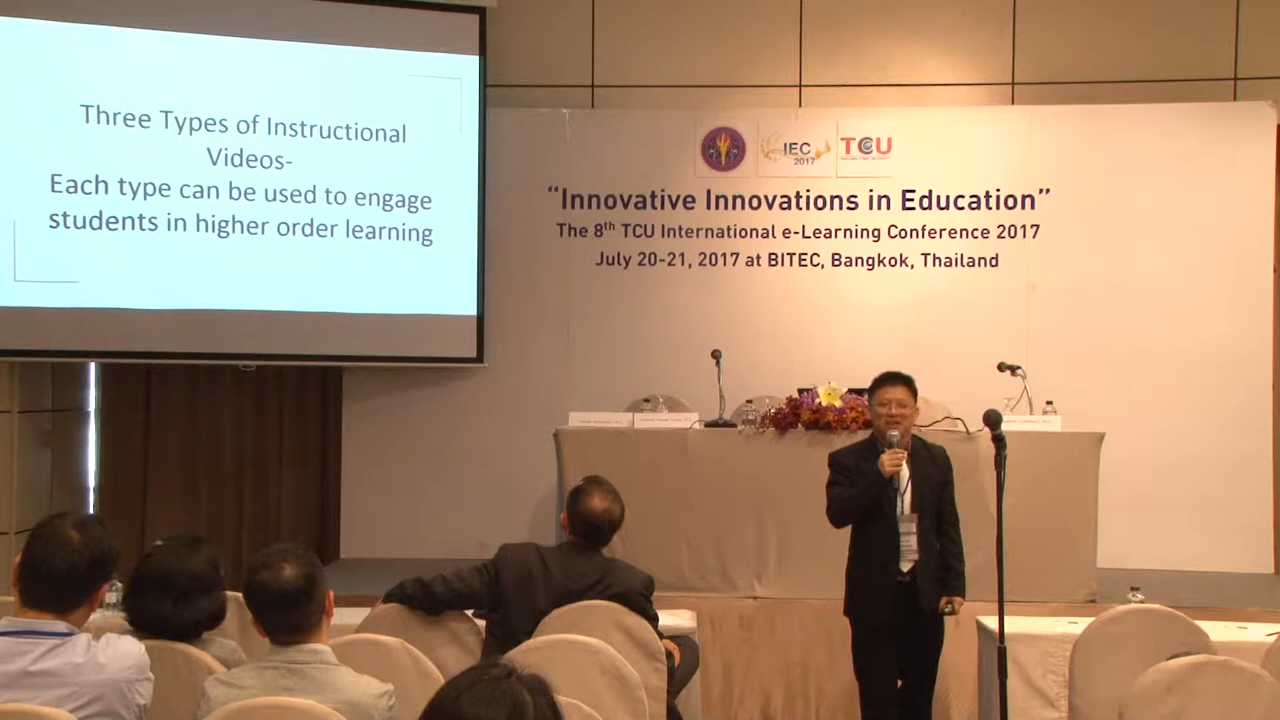 Three Types of Instructional
Videos-
Each type can be used to engage
students in higher order learning
IEC
2017
TCU
“Innovative Innovations in Education”
The 8th TCU International e-Learning Conference 2017
July 20-21, 2017 at BITEC, Bangkok, Thailand